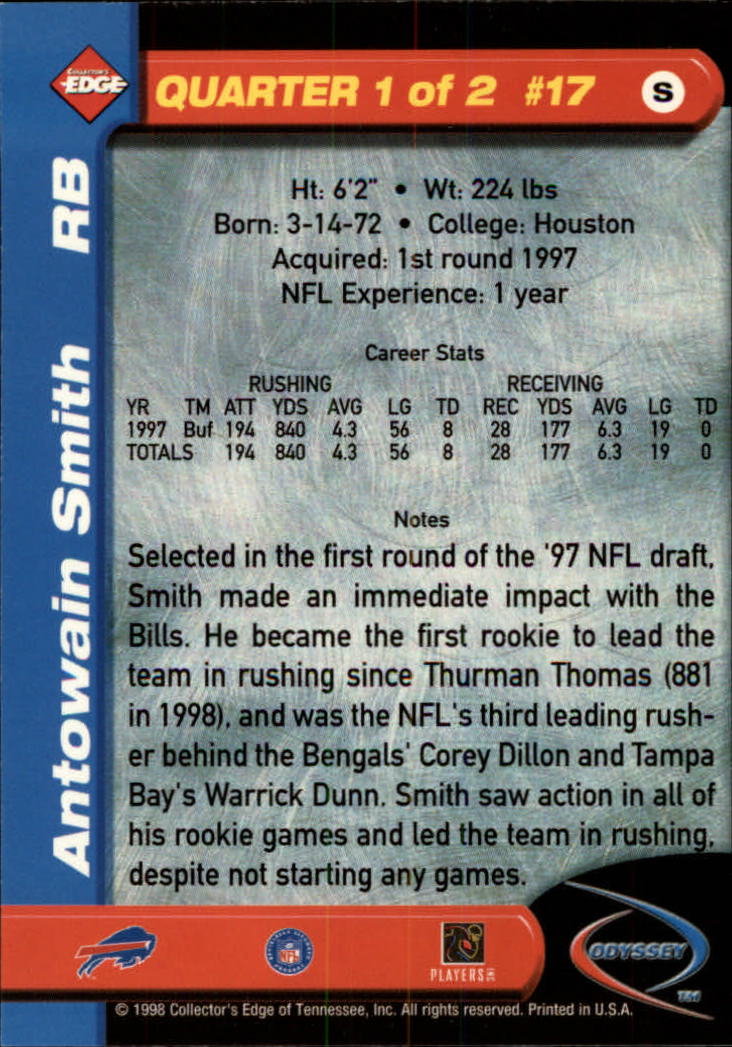 COLLECTOR'S
EDGE
QUARTER 1 of 2 #17
S
Antowain Smith RB
Ht: 6'2" • Wt: 224 lbs
Born: 3-14-72 • College: Houston
Acquired: 1st round 1997
NFL Experience: 1 year
Career Stats
RUSHING RECEIVING
YR TM ATT YDS AVG LG TD REC YDS AVG LG TD
1997 Buf 194 840 4.3 56 8 28 177 6.3 19 0
TOTALS 194 840 4.3 56 8 28 177 6.3 19 0
Notes
Selected in the first round of the '97 NFL draft,
Smith made an immediate impact with the
Bills. He became the first rookie to lead the
team in rushing since Thurman Thomas (881
in 1998), and was the NFL's third leading rush-
er behind the Bengals' Corey Dillon and Tampa
Bay's Warrick Dunn. Smith saw action in all of
his rookie games and led the team in rushing,
despite not starting any games.
NFL
PLAYERS
ODYSSEY
TM
© 1998 Collector's Edge of Tennessee, Inc. All rights reserved. Printed in U.S.A.